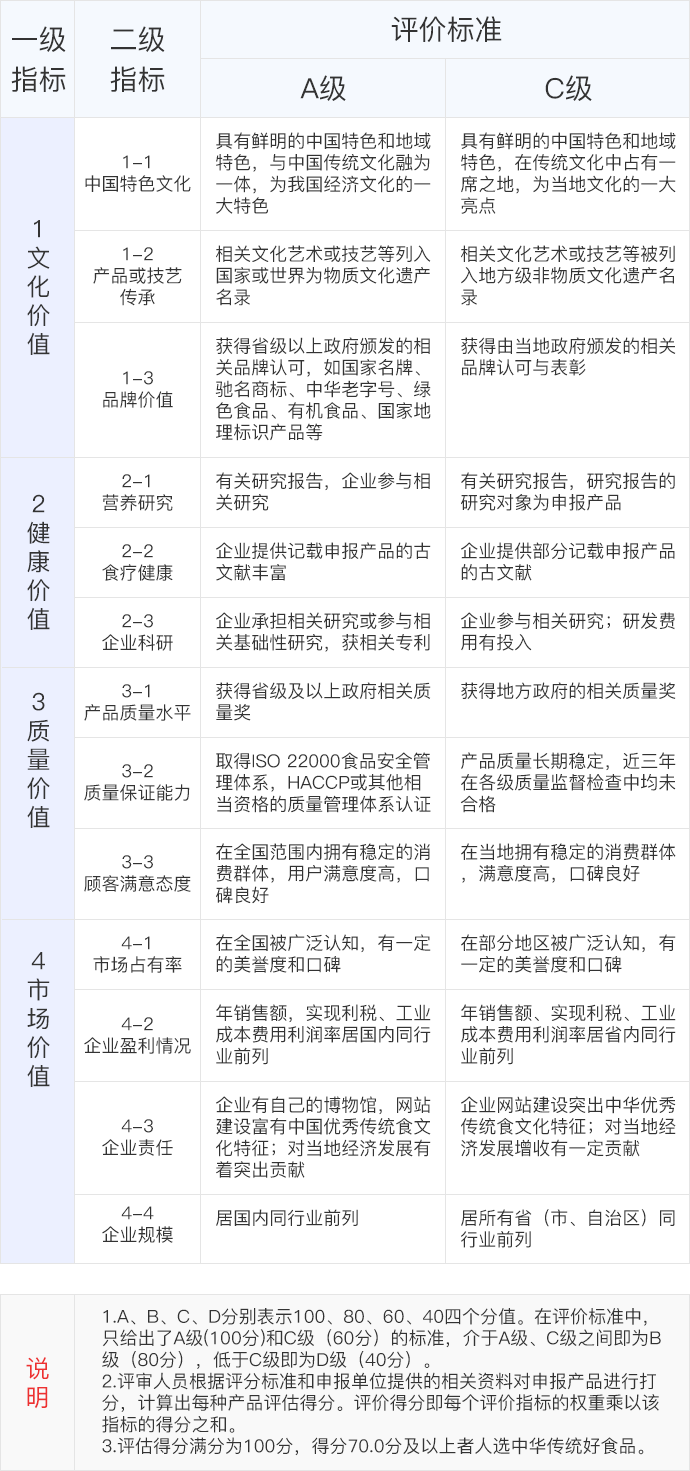 一级
指标
二级
指标
评价标准
A级
C级
1
文
化
价
值
1-1
中国特色文化
具有鲜明的中国特色和地域
特色，与中国传统文化融为
一体，为我国经济文化的一
大特色
具有鲜明的中国特色和地域
特色，在传统文化中占有一
席之地，为当地文化的一大
亮点
1-2
产品或技艺
传承
相关文化艺术或技艺等列入
国家或世界为物质文化遗产
名录
相关文化艺术或技艺等被列
入地方级非物质文化遗产名
录
1-3
品牌价值
获得省级以上政府颁发的相
关品牌认可，如国家名牌、
驰名商标、中华老字号、绿
色食品、有机食品、国家地
理标识产品等
获得由当地政府颁发的相关
品牌认可与表彰
2
健
康
价
值
2-1
营养研究
有关研究报告，企业参与相
关研究
有关研究报告，研究报告的
研究对象为申报产品
2-2
食疗健康
企业提供记载申报产品的古
文献丰富
企业提供部分记载申报产品
的古文献
2-3
企业科研
企业承担相关研究或参与相
关基础性研究，获相关专利
企业参与相关研究；研发费
用有投入
3
质
量
价
值
3-1
产品质量水平
获得省级及以上政府相关质
量奖
获得地方政府的相关质量奖
3-2
质量保证能力
取得ISO 22000食品安全管
理体系，HACCP或其他相
当资格的质量管理体系认证
产品质量长期稳定，近三年
在各级质量监督检查中均未
合格
3-3
顾客满意态度
在全国范围内拥有稳定的消
费群体，用户满意度高，口
碑良好
在当地拥有稳定的消费群体
，满意度高，口碑良好
4
市
场
价
值
4-1
市场占有率
在全国被广泛认知，有一定
的美誉度和口碑
在部分地区被广泛认知，有
一定的美誉度和口碑
4-2
企业盈利情况
年销售额，实现利税、工业
成本费用利润率居国内同行
业前列
年销售额、实现利税、工业
成本费用利润率居省内同行
业前列
4-3
企业责任
企业有自己的博物馆，网站
建设富有中国优秀传统食文
化特征；对当地经济发展有
着突出贡献
企业网站建设突出中华优秀
传统食文化特征；对当地经
济发展增收有一定贡献
4-4
企业规模
居国内同行业前列
居所有省（市、自治区）同
行业前列
说
明
1.A、B、C、D分别表示100、80、60、40四个分值。在评价标准中，
只给出了A级(100分)和C级（60分）的标准，介于A级、C级之间即为B
级（80分），低于C级即为D级（40分）。
2.评审人员根据评分标准和申报单位提供的相关资料对申报产品进行打
分，计算出每种产品评估得分。评价得分即每个评价指标的权重乘以该
指标的得分之和。
3.评估得分满分为100分，得分70.0分及以上者人选中华传统好食品。